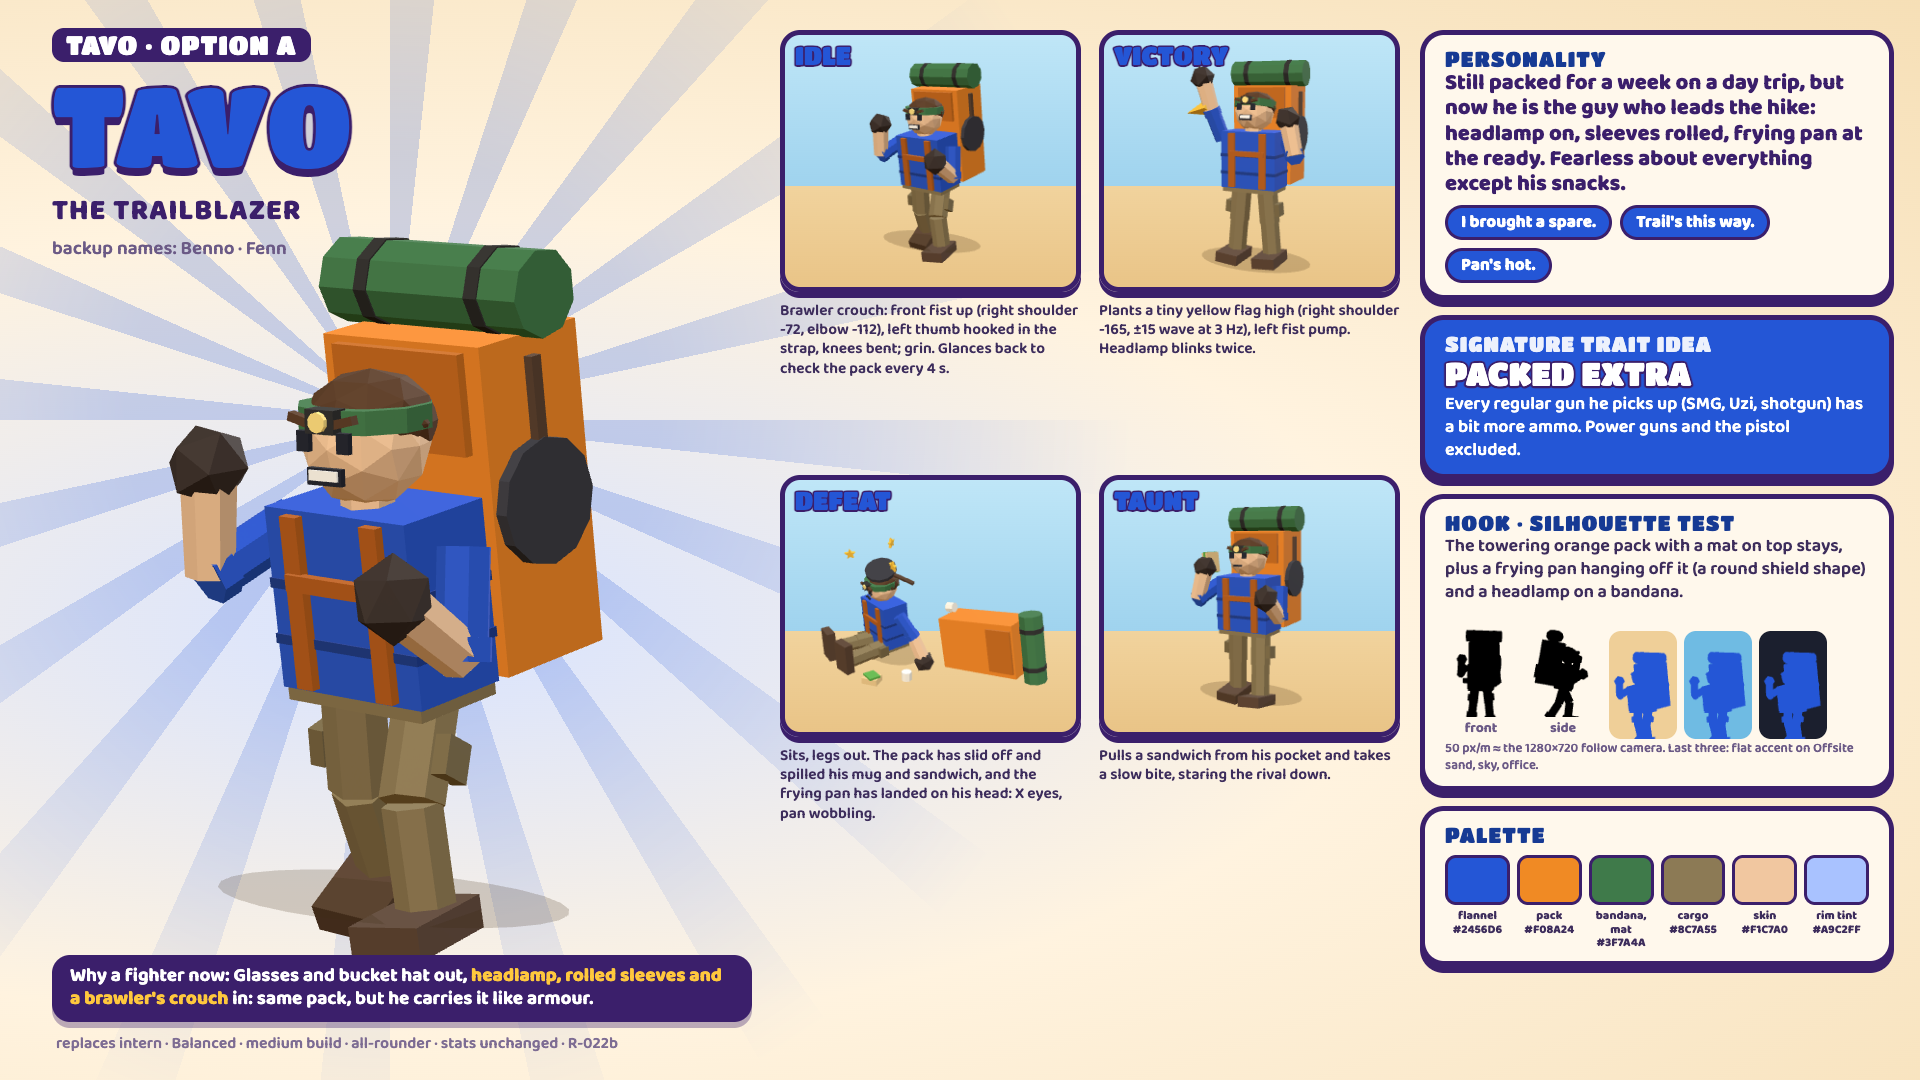 TAVO · OPTION A
TAVO
THE TRAILBLAZER
backup names: Benno · Fenn
Why a fighter now: Glasses and bucket hat out, headlamp, rolled sleeves and
a brawler's crouch in: same pack, but he carries it like armour.
replaces intern · Balanced · medium build · all-rounder · stats unchanged · R-022b
IDLE
Brawler crouch: front fist up (right shoulder
-72, elbow -112), left thumb hooked in the
strap, knees bent; grin. Glances back to
check the pack every 4 s.
VICTORY
Plants a tiny yellow flag high (right shoulder
-165, ±15 wave at 3 Hz), left fist pump.
Headlamp blinks twice.
DEFEAT
Sits, legs out. The pack has slid off and
spilled his mug and sandwich, and the
frying pan has landed on his head: X eyes,
pan wobbling.
TAUNT
Pulls a sandwich from his pocket and takes
a slow bite, staring the rival down.
PERSONALITY
Still packed for a week on a day trip, but
now he is the guy who leads the hike:
headlamp on, sleeves rolled, frying pan at
the ready. Fearless about everything
except his snacks.
I brought a spare.
Trail's this way.
Pan's hot.
SIGNATURE TRAIT IDEA
PACKED EXTRA
Every regular gun he picks up (SMG, Uzi, shotgun) has
a bit more ammo. Power guns and the pistol
excluded.
HOOK · SILHOUETTE TEST
The towering orange pack with a mat on top stays,
plus a frying pan hanging off it (a round shield shape)
and a headlamp on a bandana.
front
side
50 px/m ≈ the 1280×720 follow camera. Last three: flat accent on Offsite
sand, sky, office.
PALETTE
flannel
#2456D6
pack
#F08A24
bandana,
mat
#3F7A4A
cargo
#8C7A55
skin
#F1C7A0
rim tint
#A9C2FF